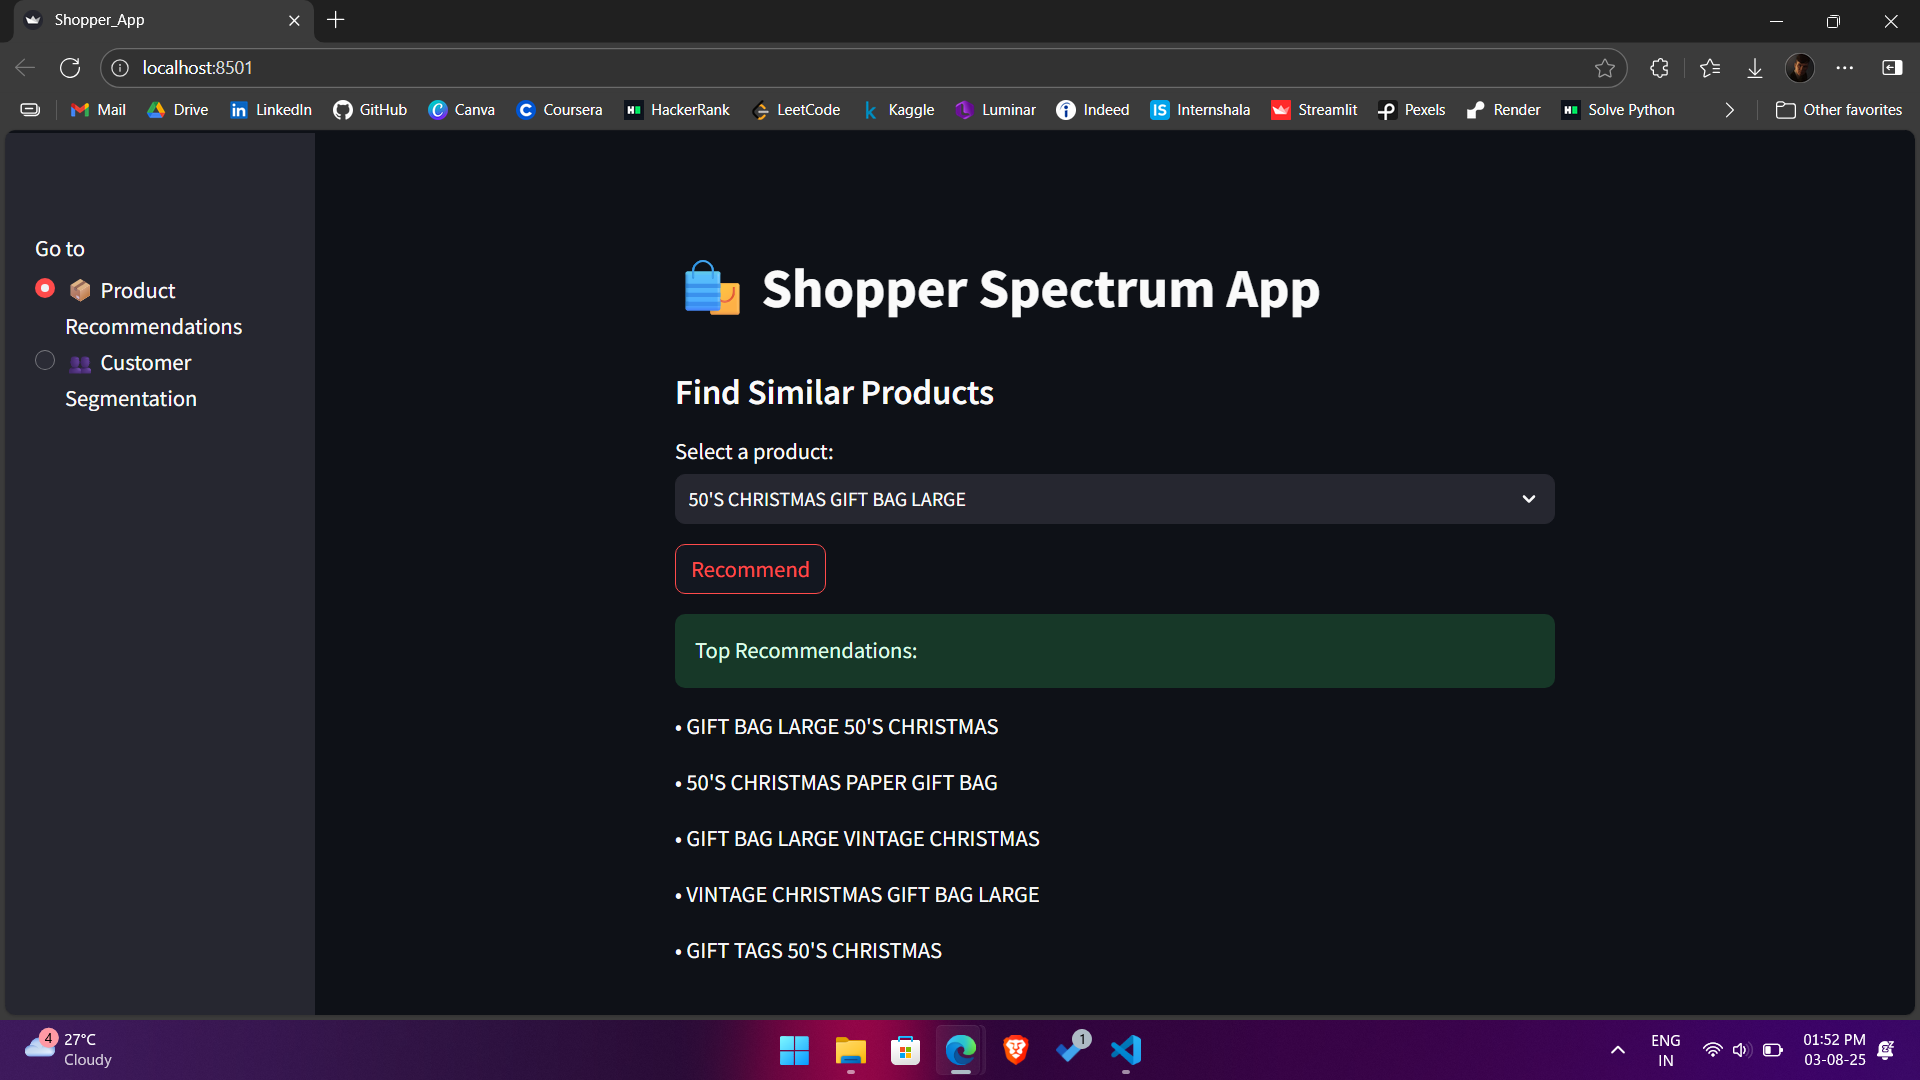 Shopper_App
localhost:8501
Mail Drive LinkedIn GitHub Canva Coursera HackerRank LeetCode Kaggle Luminar Indeed Internshala Streamlit Pexels Render Solve Python Other favorites
Go to
Product
Recommendations
Customer
Segmentation
Shopper Spectrum App
Find Similar Products
Select a product:
50'S CHRISTMAS GIFT BAG LARGE
Recommend
Top Recommendations:
• GIFT BAG LARGE 50'S CHRISTMAS
• 50'S CHRISTMAS PAPER GIFT BAG
• GIFT BAG LARGE VINTAGE CHRISTMAS
• VINTAGE CHRISTMAS GIFT BAG LARGE
• GIFT TAGS 50'S CHRISTMAS
4
27°C
Cloudy
1
ENG
IN
01:52 PM
03-08-25